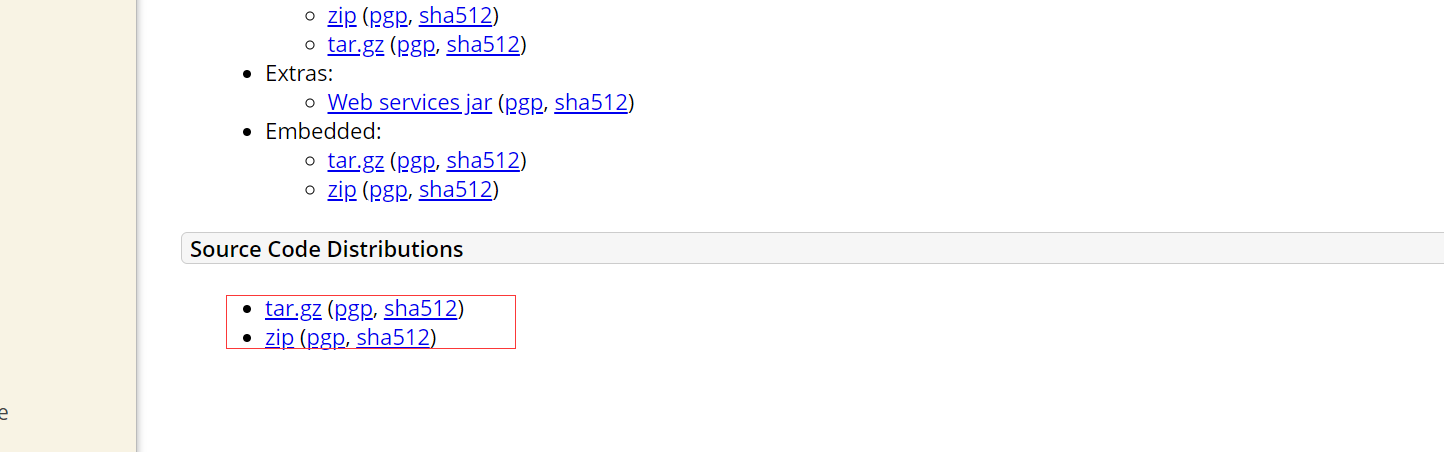 zip (pgp, sha512)
tar.gz (pgp, sha512)
Extras:
Web services jar (pgp, sha512)
Embedded:
tar.gz (pgp, sha512)
zip (pgp, sha512)
Source Code Distributions
tar.gz (pgp, sha512)
zip (pgp, sha512)
e